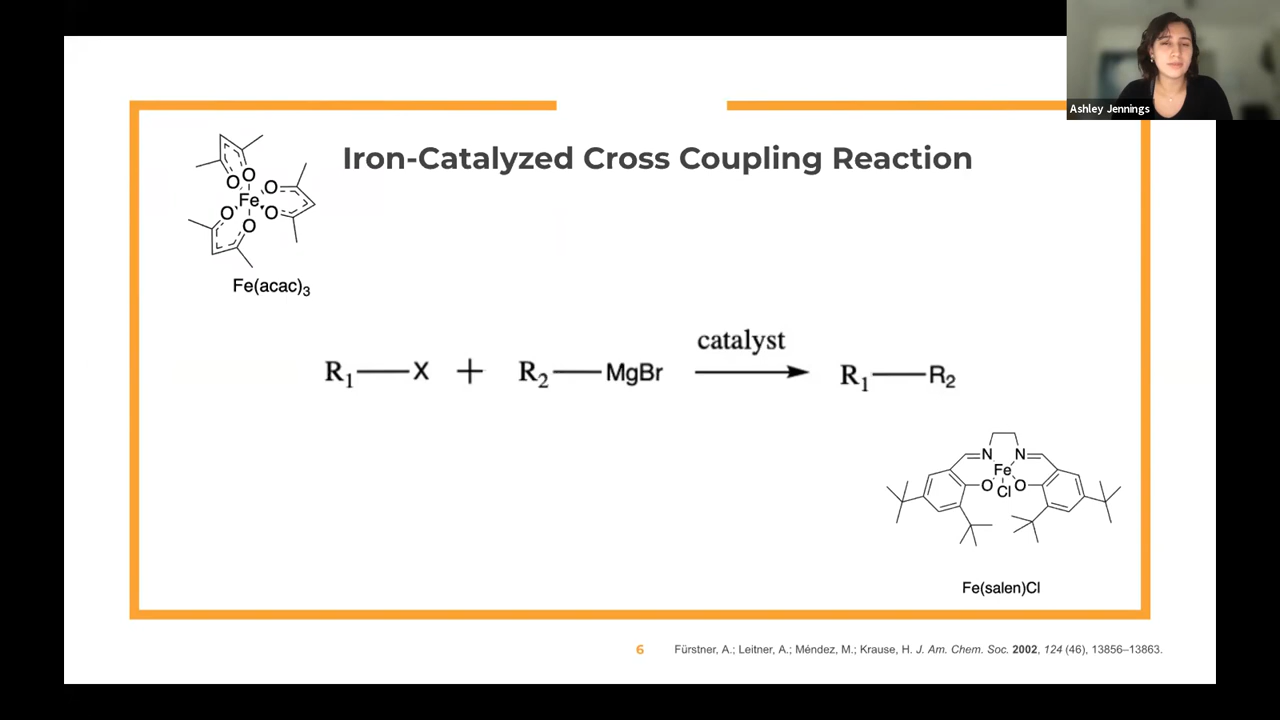 Ashley Jennings
Iron-Catalyzed Cross Coupling Reaction
O
O
O
Fe
O
O
O
Fe(acac)3
catalyst
R1 X + R2 MgBr R1 R2
N N
Fe
O Cl O
Fe(salen)Cl
6 Fürstner, A.; Leitner, A.; Méndez, M.; Krause, H. J. Am. Chem. Soc. 2002, 124 (46), 13856–13863.